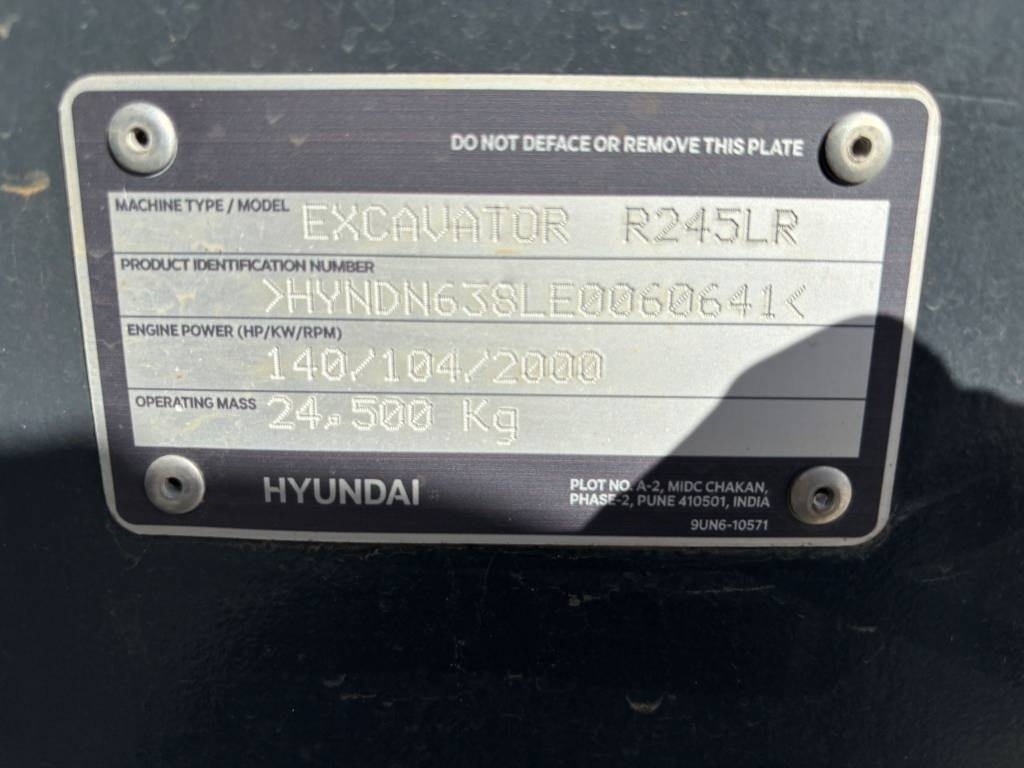 DO NOT DEFACE OR REMOVE THIS PLATE
MACHINE TYPE / MODEL EXCAVATOR R245LR
PRODUCT IDENTIFICATION NUMBER
>HYNDN638LE0060641<
ENGINE POWER (HP/KW/RPM)
140/104/2000
OPERATING MASS 24,500 Kg
HYUNDAI
PLOT NO. A-2, MIDC CHAKAN,
PHASE-2, PUNE 410501, INDIA
9UN6-10571